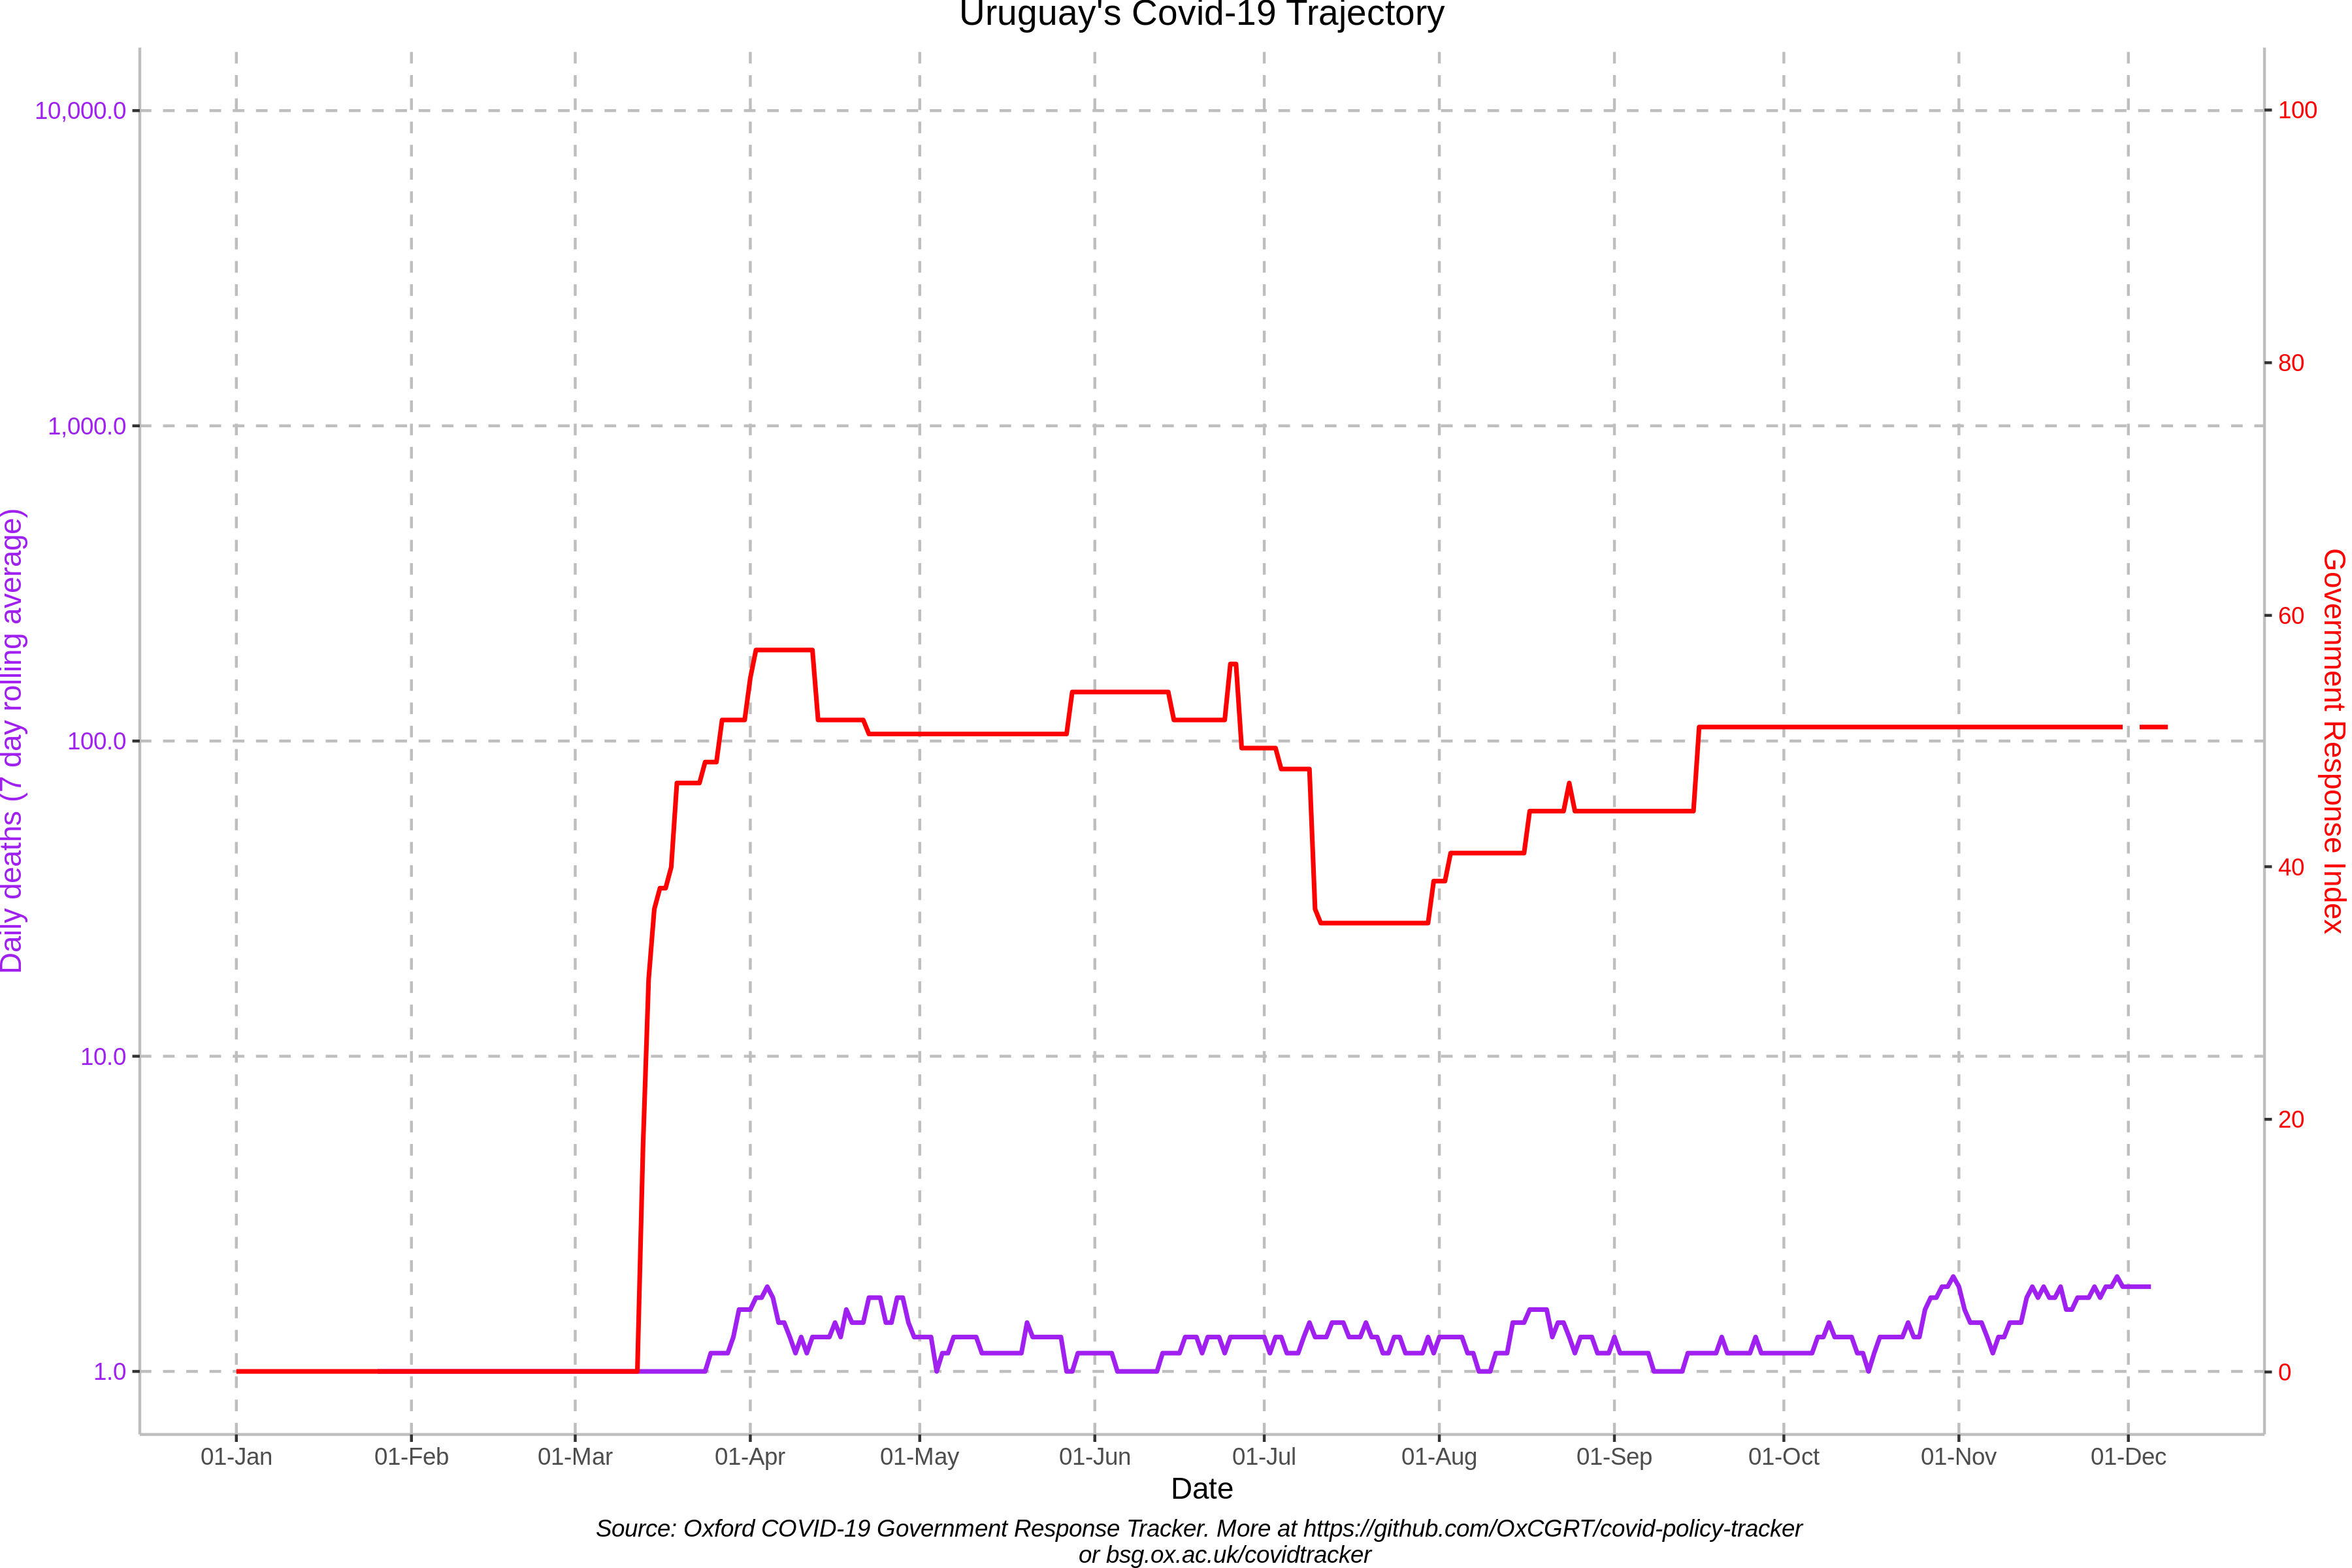 Uruguay's Covid-19 Trajectory
Daily deaths (7 day rolling average)
10,000.0
1,000.0
100.0
10.0
1.0
100
80
60
40
20
0
Government Response Index
01-Jan 01-Feb 01-Mar 01-Apr 01-May 01-Jun 01-Jul 01-Aug 01-Sep 01-Oct 01-Nov 01-Dec
Date
Source: Oxford COVID-19 Government Response Tracker. More at https://github.com/OxCGRT/covid-policy-tracker
or bsg.ox.ac.uk/covidtracker